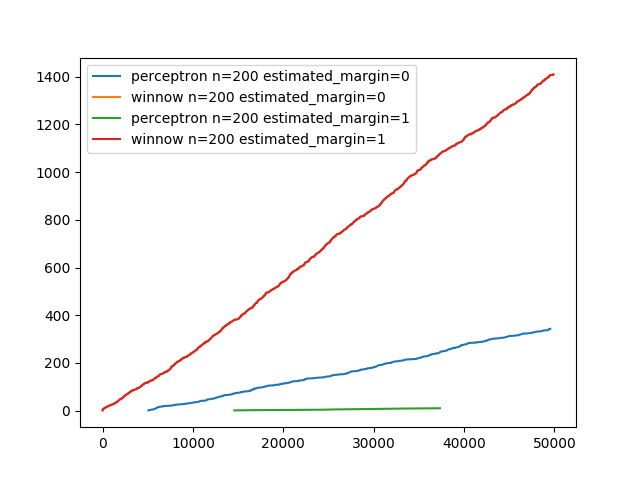 perceptron n=200 estimated_margin=0
winnow n=200 estimated_margin=0
perceptron n=200 estimated_margin=1
winnow n=200 estimated_margin=1
1400
1200
1000
800
600
400
200
0
0 10000 20000 30000 40000 50000